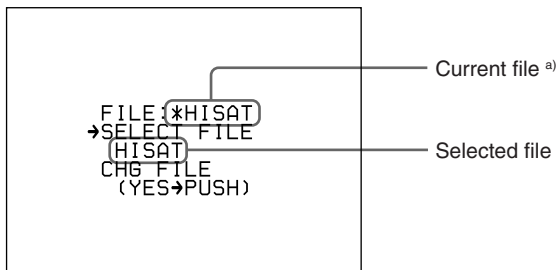 FILE:*HISAT
→SELECT FILE
HISAT
CHG FILE
(YES→PUSH)
Current file a)
Selected file